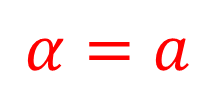 α = a